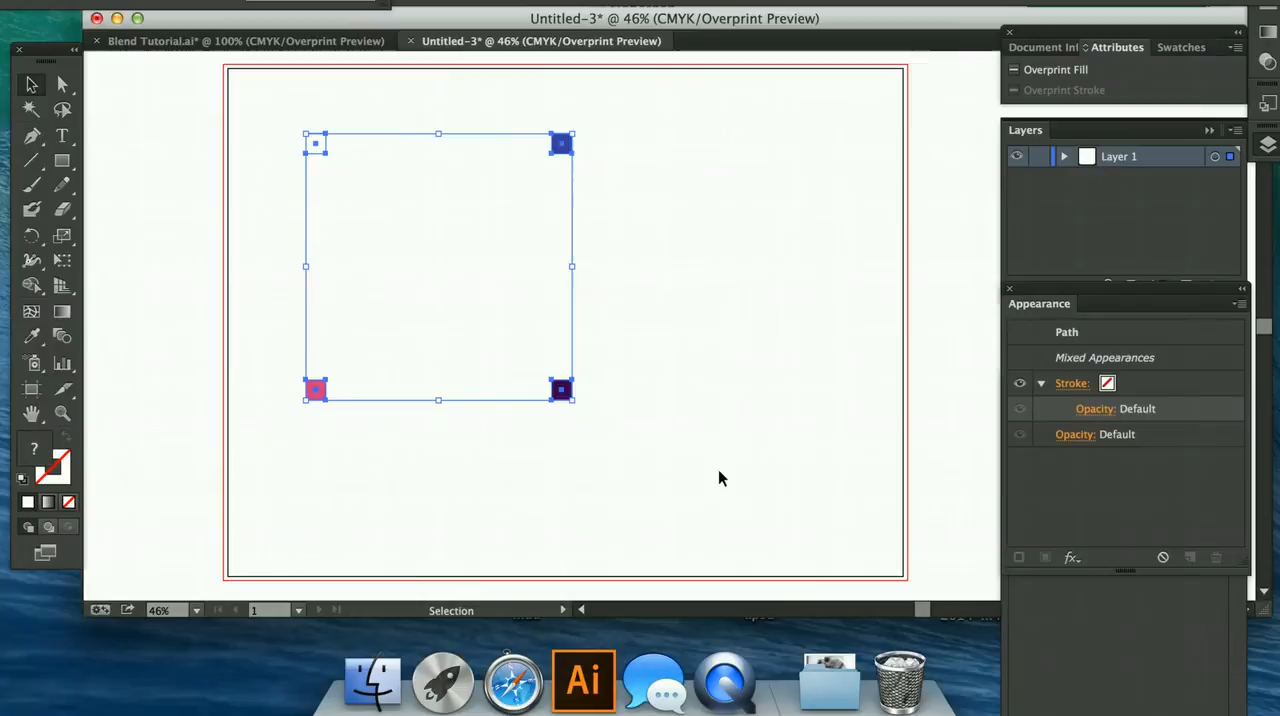 Untitled-3* @ 46% (CMYK/Overprint Preview)
× Blend Tutorial.ai* @ 100% (CMYK/Overprint Preview) × Untitled-3* @ 46% (CMYK/Overprint Preview)
Document Inf Attributes Swatches
Overprint Fill
Overprint Stroke
Layers
Layer 1
Appearance
Path
Mixed Appearances
Stroke:
Opacity: Default
Opacity: Default
T
?
fx
46% 1 Selection
Ai